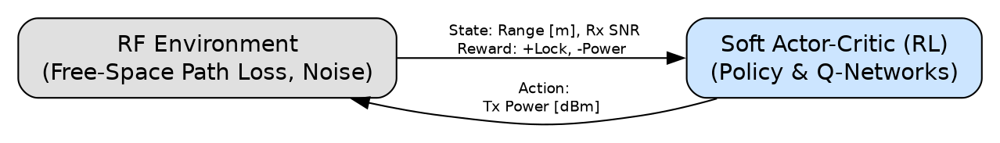 RF Environment
(Free-Space Path Loss, Noise)
State: Range [m], Rx SNR
Reward: +Lock, -Power
Soft Actor-Critic (RL)
(Policy & Q-Networks)
Action:
Tx Power [dBm]